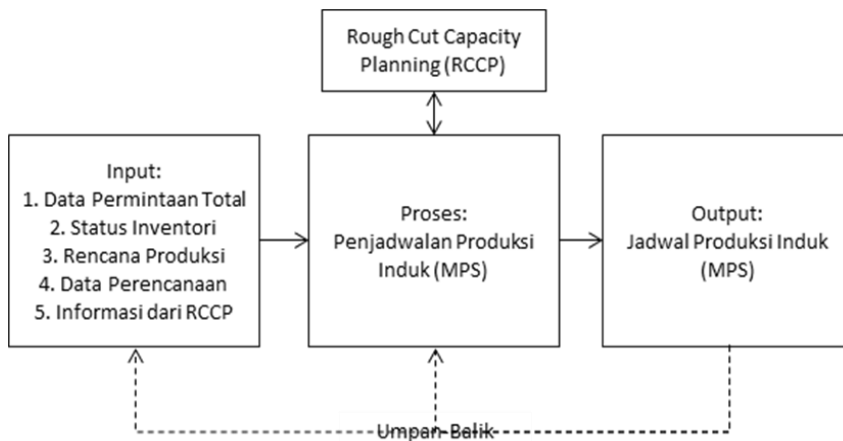 Rough Cut Capacity
Planning (RCCP)
Input:
1. Data Permintaan Total
2. Status Inventori
3. Rencana Produksi
4. Data Perencanaan
5. Informasi dari RCCP
Proses:
Penjadwalan Produksi
Induk (MPS)
Output:
Jadwal Produksi Induk
(MPS)
Umpan Balik